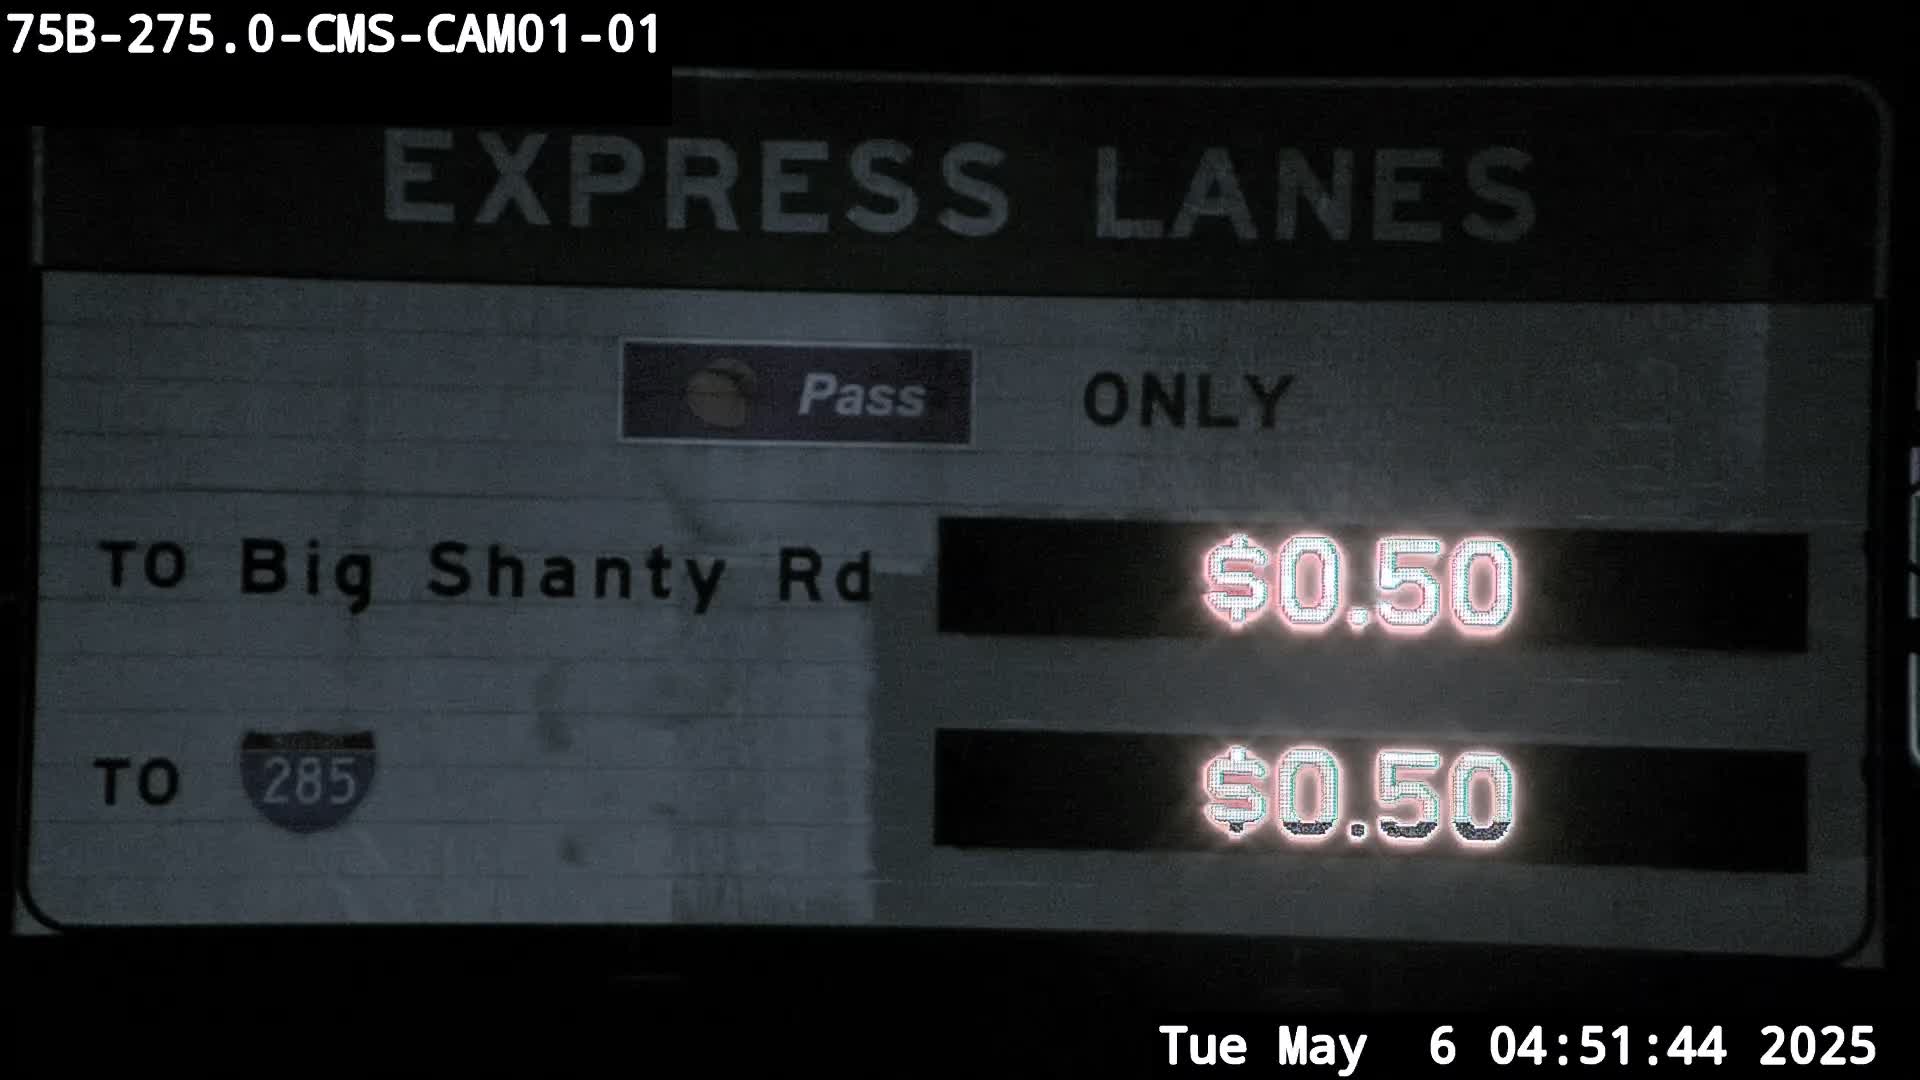 75B-275.0-CMS-CAM01-01
EXPRESS LANES
Pass ONLY
TO Big Shanty Rd $0.50
TO 285 $0.50
Tue May 6 04:51:44 2025